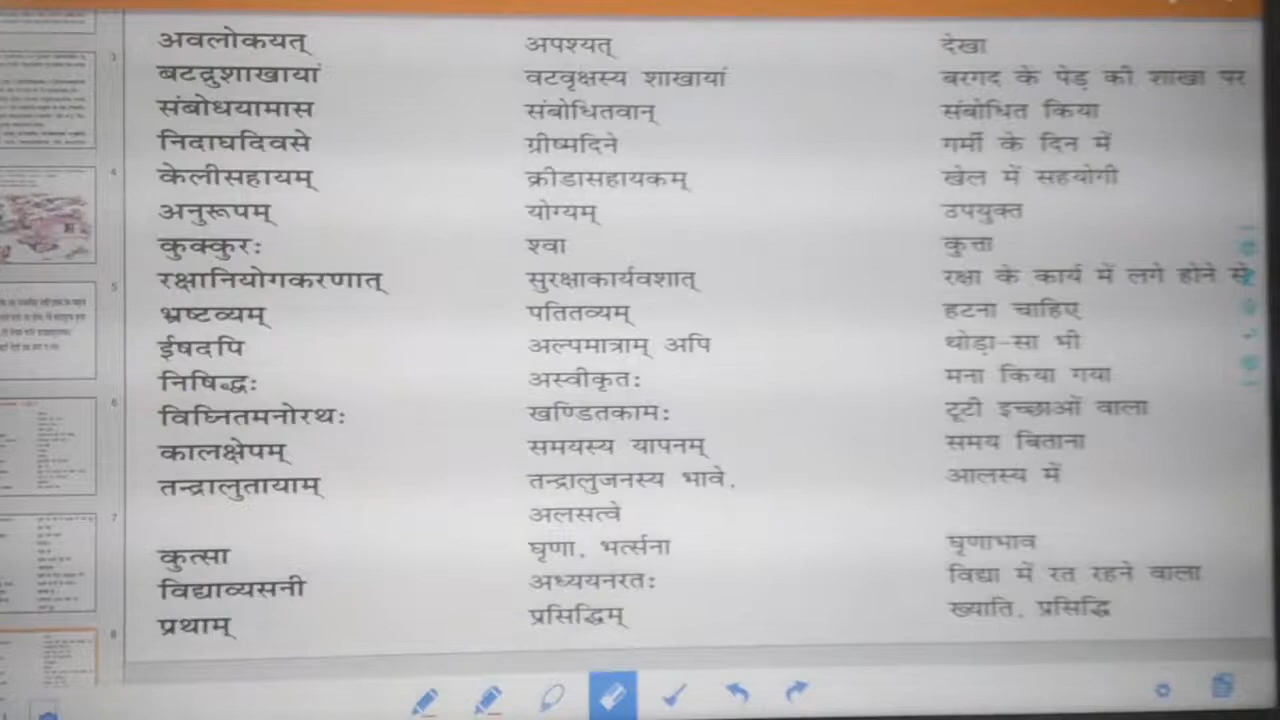 अवलोकयत् अपश्यत् देखा
बटद्रुशाखायां वटवृक्षस्य शाखायां बरगद के पेड़ की शाखा पर
संबोधयामास संबोधितवान् संबोधित किया
निदाघदिवसे ग्रीष्मदिने गर्मी के दिन में
केलीसहायम् क्रीडासहायकम् खेल में सहयोगी
अनुरूपम् योग्यम् उपयुक्त
कुक्कुरः श्वा कुत्ता
रक्षानियोगकरणात् सुरक्षाकार्यवशात् रक्षा के कार्य में लगे होने से
भ्रष्टव्यम् पतितव्यम् हटना चाहिए
ईषदपि अल्पमात्राम् अपि थोड़ा-सा भी
निषिद्धः अस्वीकृतः मना किया गया
विघ्नितमनोरथः खण्डितकामः टूटी इच्छाओं वाला
कालक्षेपम् समयस्य यापनम् समय बिताना
तन्द्रालुतायाम् तन्द्रालुजनस्य भावे, आलस्य में
अलसत्वे
कुत्सा घृणा, भर्त्सना घृणाभाव
विद्याव्यसनी अध्ययनरतः विद्या में रत रहने वाला
प्रथाम् प्रसिद्धिम् ख्याति, प्रसिद्धि